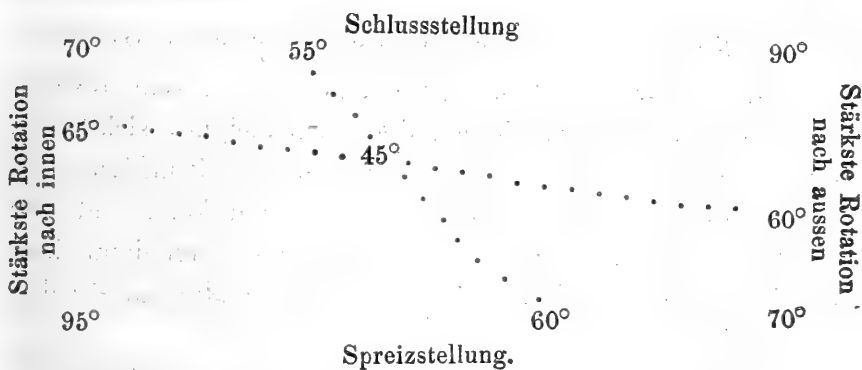 Schlussstellung
70° 55° 90°
Stärkste Rotation
nach innen
65° 45° 60°
Stärkste Rotation
nach aussen
95° 60° 70°
Spreizstellung.